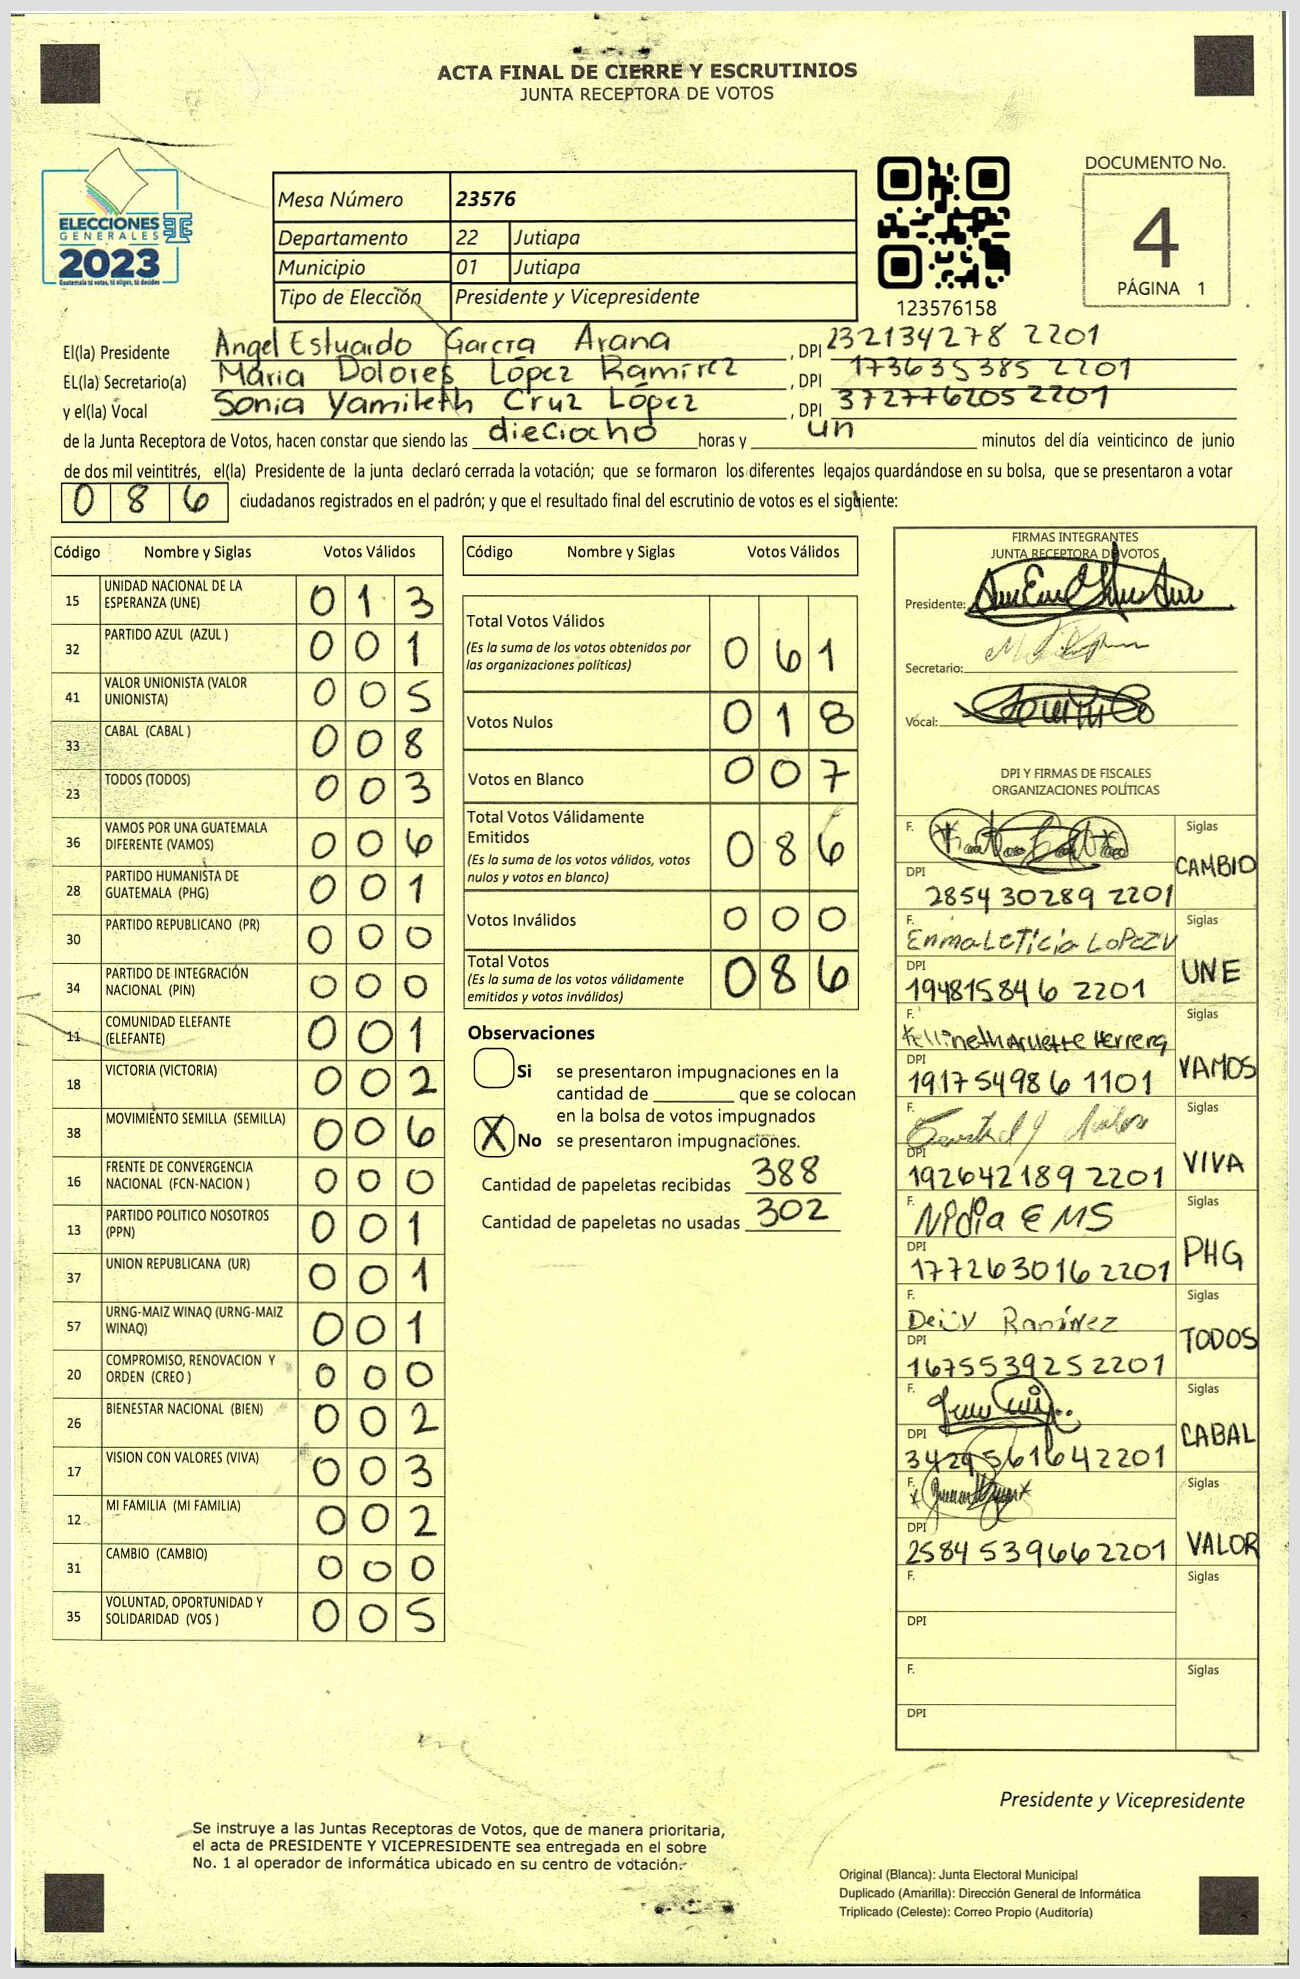 ACTA FINAL DE CIERRE Y ESCRUTINIOS
JUNTA RECEPTORA DE VOTOS
ELECCIONES
GENERALES
2023
Guatemala tú votas, tú eliges, tú decides
Mesa Número 23576
Departamento 22 Jutiapa
Municipio 01 Jutiapa
Tipo de Elección Presidente y Vicepresidente
123576158
DOCUMENTO No.
4
PÁGINA 1
El(la) Presidente Angel Estuardo García Arana , DPI 232134278 2201
EL(la) Secretario(a) Maria Dolores López Ramírez , DPI 173635385 2201
y el(la) Vocal Sonia Yamileth Cruz López , DPI 372776205 2201
de la Junta Receptora de Votos, hacen constar que siendo las dieciocho horas y un minutos del día veinticinco de junio
de dos mil veintitrés, el(la) Presidente de la junta declaró cerrada la votación; que se formaron los diferentes legajos guardándose en su bolsa, que se presentaron a votar
0 8 6 ciudadanos registrados en el padrón; y que el resultado final del escrutinio de votos es el siguiente:
Código Nombre y Siglas Votos Válidos
15 UNIDAD NACIONAL DE LA ESPERANZA (UNE) 0 1 3
32 PARTIDO AZUL (AZUL ) 0 0 1
41 VALOR UNIONISTA (VALOR UNIONISTA) 0 0 5
33 CABAL (CABAL ) 0 0 8
23 TODOS (TODOS) 0 0 3
36 VAMOS POR UNA GUATEMALA DIFERENTE (VAMOS) 0 0 6
28 PARTIDO HUMANISTA DE GUATEMALA (PHG) 0 0 1
30 PARTIDO REPUBLICANO (PR) 0 0 0
34 PARTIDO DE INTEGRACIÓN NACIONAL (PIN) 0 0 0
11 COMUNIDAD ELEFANTE (ELEFANTE) 0 0 1
18 VICTORIA (VICTORIA) 0 0 2
38 MOVIMIENTO SEMILLA (SEMILLA) 0 0 6
16 FRENTE DE CONVERGENCIA NACIONAL (FCN-NACION ) 0 0 0
13 PARTIDO POLITICO NOSOTROS (PPN) 0 0 1
37 UNION REPUBLICANA (UR) 0 0 1
57 URNG-MAIZ WINAQ (URNG-MAIZ WINAQ) 0 0 1
20 COMPROMISO, RENOVACION Y ORDEN (CREO ) 0 0 0
26 BIENESTAR NACIONAL (BIEN) 0 0 2
17 VISION CON VALORES (VIVA) 0 0 3
12 MI FAMILIA (MI FAMILIA) 0 0 2
31 CAMBIO (CAMBIO) 0 0 0
35 VOLUNTAD, OPORTUNIDAD Y SOLIDARIDAD (VOS ) 0 0 5
Código Nombre y Siglas Votos Válidos
Total Votos Válidos 0 6 1
(Es la suma de los votos obtenidos por
las organizaciones políticas)
Votos Nulos 0 1 8
Votos en Blanco 0 0 7
Total Votos Válidamente
Emitidos 0 8 6
(Es la suma de los votos válidos, votos
nulos y votos en blanco)
Votos Inválidos 0 0 0
Total Votos 0 8 6
(Es la suma de los votos válidamente
emitidos y votos inválidos)
Observaciones
Si se presentaron impugnaciones en la
cantidad de ________ que se colocan
en la bolsa de votos impugnados
X No se presentaron impugnaciones.
Cantidad de papeletas recibidas 388
Cantidad de papeletas no usadas 302
FIRMAS INTEGRANTES
JUNTA RECEPTORA DE VOTOS
Presidente:
Secretario:
Vocal:
DPI Y FIRMAS DE FISCALES
ORGANIZACIONES POLÍTICAS
F. Siglas
CAMBIO
DPI
2854 30289 2201
F. Enma Leticia Lopez V Siglas
UNE
DPI
194815846 2201
F. Herrera Siglas
VAMOS
DPI
191754986 1101
F. Siglas
VIVA
DPI
192642189 2201
F. Nidia E MS Siglas
PHG
DPI
177263016 2201
F. Ramírez Siglas
TODOS
DPI
167553925 2201
F. Siglas
CABAL
DPI
342956164 2201
F. Siglas
VALOR
DPI
2584 53966 2201
F. Siglas
DPI
F. Siglas
DPI
Presidente y Vicepresidente
Se instruye a las Juntas Receptoras de Votos, que de manera prioritaria,
el acta de PRESIDENTE Y VICEPRESIDENTE sea entregada en el sobre
No. 1 al operador de informática ubicado en su centro de votación.
Original (Blanca): Junta Electoral Municipal
Duplicado (Amarilla): Dirección General de Informática
Triplicado (Celeste): Correo Propio (Auditoría)